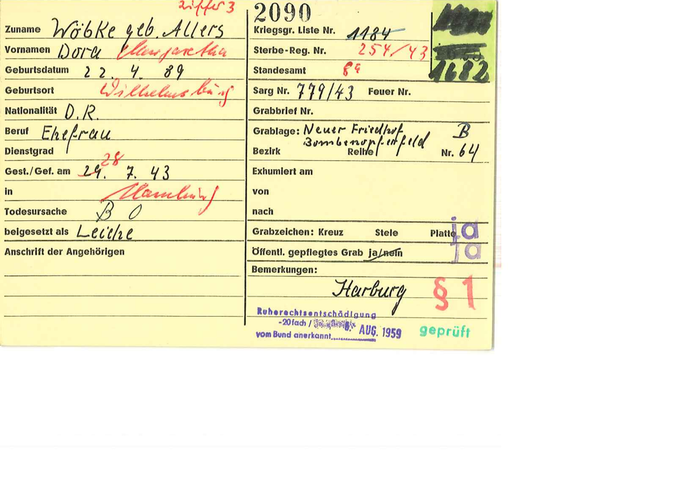 Ziffer 3
Zuname Wöbke geb. Allers
Vornamen Dora Margaretha
Geburtsdatum 22. 4. 89
Geburtsort Wilhelmsburg
Nationalität D.R.
Beruf Ehefrau
Dienstgrad
28
Gest./Gef. am 29. 7. 43
in Hamburg
Todesursache B O
beigesetzt als Leiche
Anschrift der Angehörigen
2090
Kriegsgr. Liste Nr. 1184
Sterbe-Reg. Nr. 254/43
Standesamt 8a
1682
Sarg Nr. 779/43 Feuer Nr.
Grabbrief Nr.
Grablage: Neuer Friedhof B
Bombenopferfeld
Bezirk Reihe Nr. 64
Exhumiert am
von
nach
Grabzeichen: Kreuz Stele Platte ja
Öffentl. gepflegtes Grab ja/nein ja
Bemerkungen:
Harburg § 1
Ruherechtsentschädigung
-20fach /
AUG. 1959
vom Bund anerkannt
geprüft